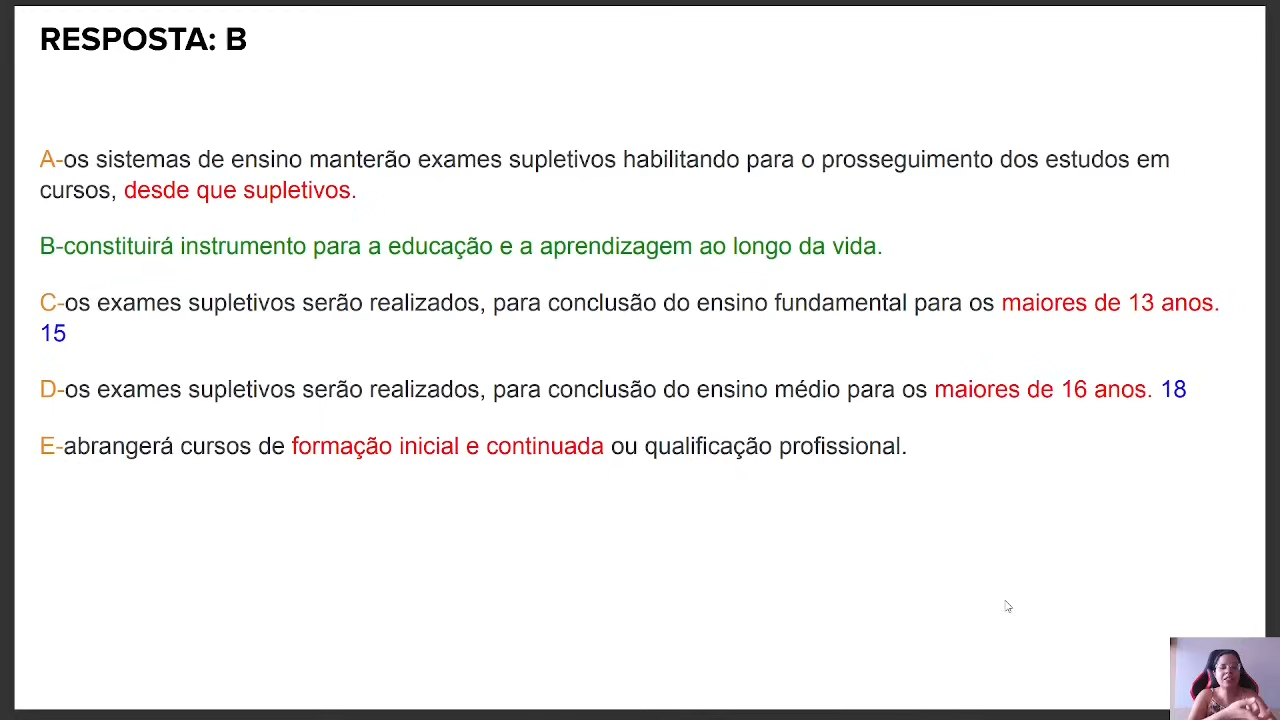 RESPOSTA: B
A-os sistemas de ensino manterão exames supletivos habilitando para o prosseguimento dos estudos em
cursos, desde que supletivos.
B-constituirá instrumento para a educação e a aprendizagem ao longo da vida.
C-os exames supletivos serão realizados, para conclusão do ensino fundamental para os maiores de 13 anos.
15
D-os exames supletivos serão realizados, para conclusão do ensino médio para os maiores de 16 anos. 18
E-abrangerá cursos de formação inicial e continuada ou qualificação profissional.